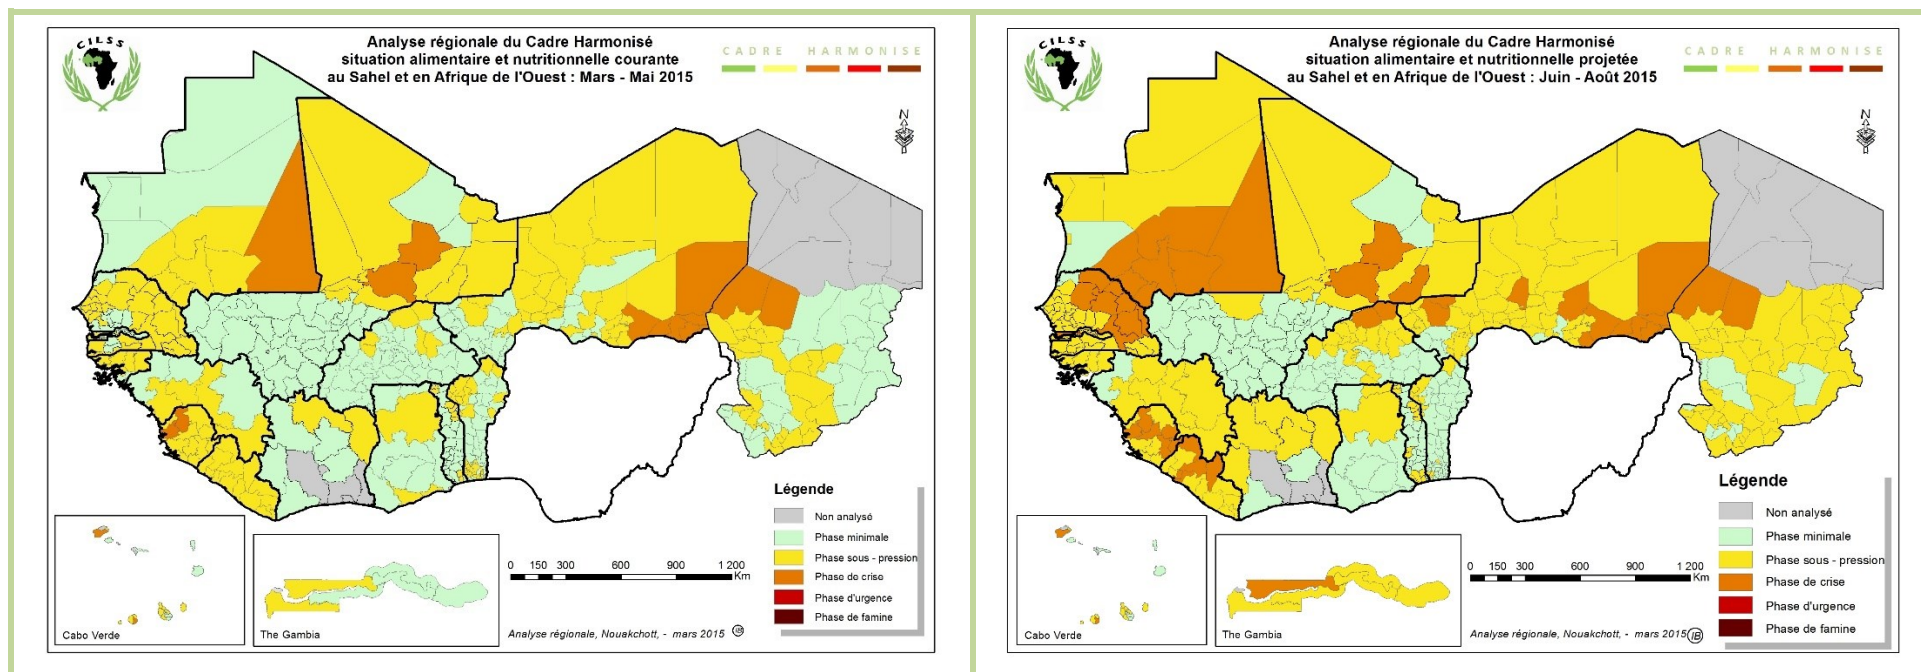 CILSS
Analyse régionale du Cadre Harmonisé
situation alimentaire et nutritionnelle courante
au Sahel et en Afrique de l'Ouest : Mars - Mai 2015
CADRE HARMONISE
N
Légende
Non analysé
Phase minimale
Phase sous - pression
Phase de crise
Phase d'urgence
Phase de famine
0 150 300 600 900 1 200
Km
Cabo Verde
The Gambia
Analyse régionale, Nouakchott, - mars 2015 IB
CILSS
Analyse régionale du Cadre Harmonisé
situation alimentaire et nutritionnelle projetée
au Sahel et en Afrique de l'Ouest : Juin - Août 2015
CADRE HARMONISE
N
Légende
Non analysé
Phase minimale
Phase sous - pression
Phase de crise
Phase d'urgence
Phase de famine
0 150 300 600 900 1 200
Km
Cabo Verde
The Gambia
Analyse régionale, Nouakchott, - mars 2015 IB